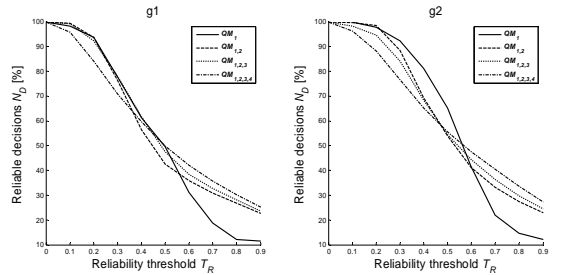 g1
Reliable decisions N_D [%]
100
90
80
70
60
50
40
30
20
10
0 0.1 0.2 0.3 0.4 0.5 0.6 0.7 0.8 0.9
Reliability threshold T_R
QM_1
QM_1,2
QM_1,2,3
QM_1,2,3,4
g2
Reliable decisions N_D [%]
100
90
80
70
60
50
40
30
20
10
0 0.1 0.2 0.3 0.4 0.5 0.6 0.7 0.8 0.9
Reliability threshold T_R
QM_1
QM_1,2
QM_1,2,3
QM_1,2,3,4